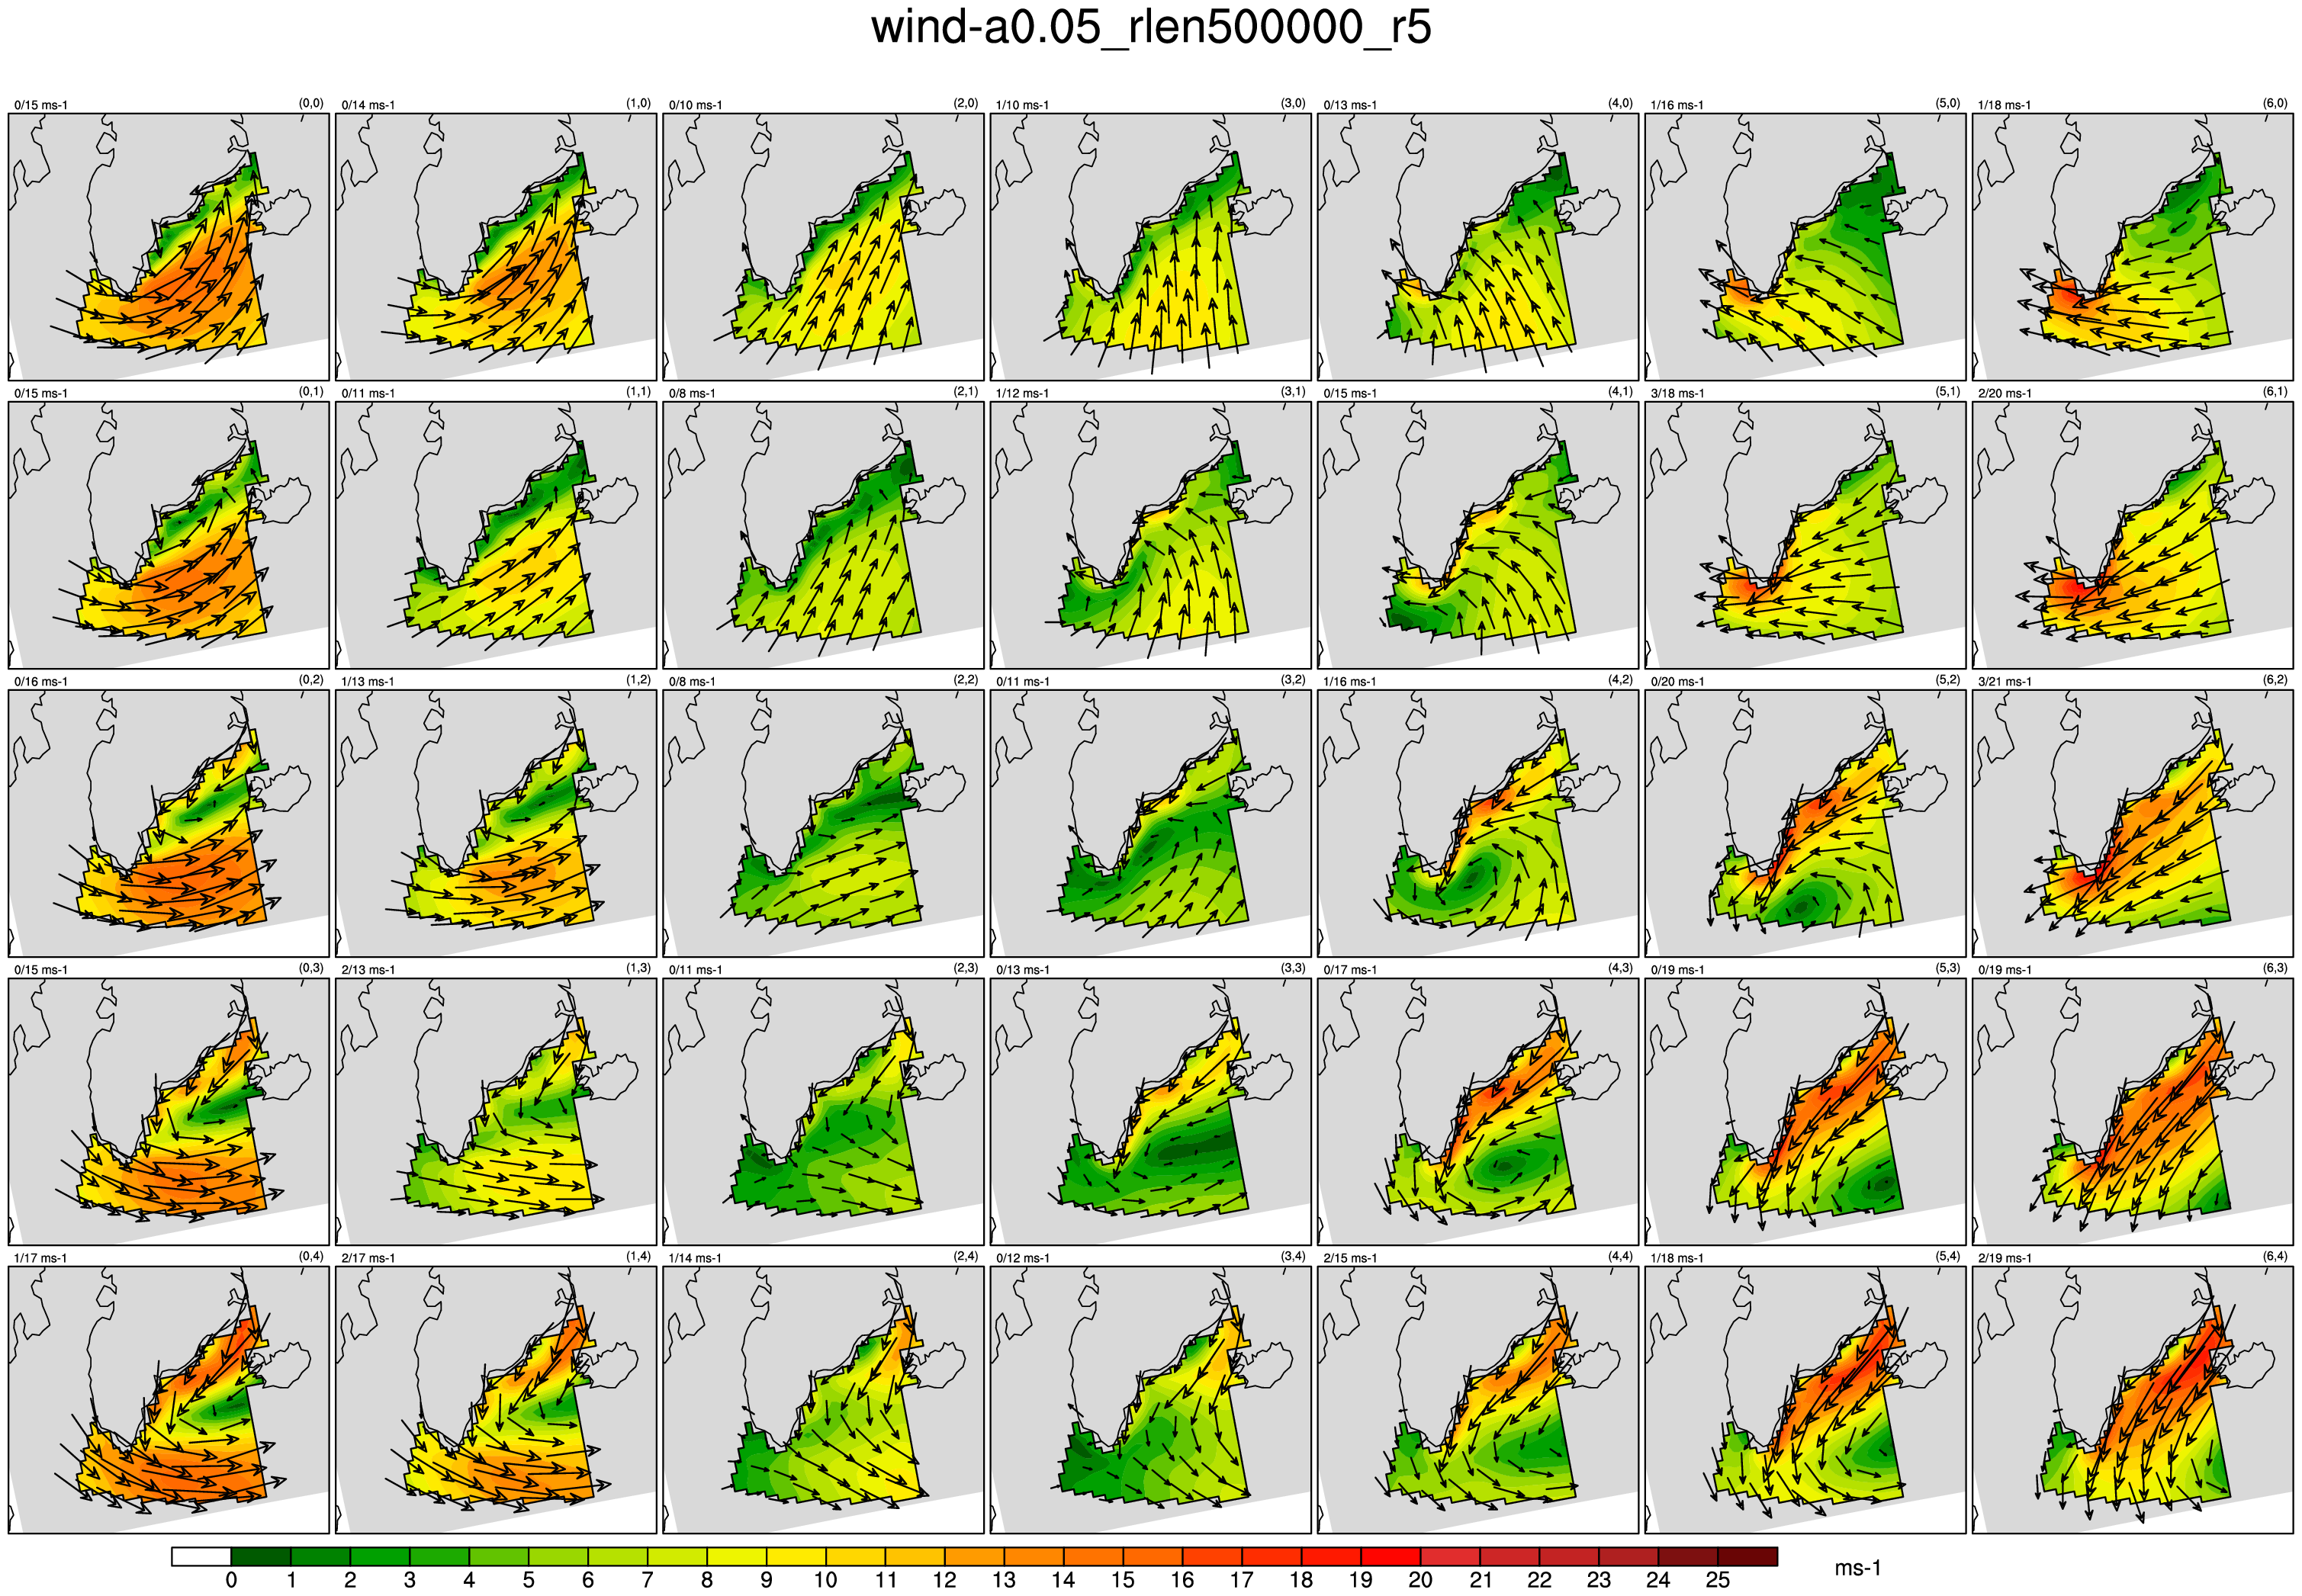 wind-a0.05_rlen500000_r5
0/15 ms-1 (0,0)
0/14 ms-1 (1,0)
0/10 ms-1 (2,0)
1/10 ms-1 (3,0)
0/13 ms-1 (4,0)
1/16 ms-1 (5,0)
1/18 ms-1 (6,0)
0/15 ms-1 (0,1)
0/11 ms-1 (1,1)
0/8 ms-1 (2,1)
1/12 ms-1 (3,1)
0/15 ms-1 (4,1)
3/18 ms-1 (5,1)
2/20 ms-1 (6,1)
0/16 ms-1 (0,2)
1/13 ms-1 (1,2)
0/8 ms-1 (2,2)
0/11 ms-1 (3,2)
1/16 ms-1 (4,2)
0/20 ms-1 (5,2)
3/21 ms-1 (6,2)
0/15 ms-1 (0,3)
2/13 ms-1 (1,3)
0/11 ms-1 (2,3)
0/13 ms-1 (3,3)
0/17 ms-1 (4,3)
0/19 ms-1 (5,3)
0/19 ms-1 (6,3)
1/17 ms-1 (0,4)
2/17 ms-1 (1,4)
1/14 ms-1 (2,4)
0/12 ms-1 (3,4)
2/15 ms-1 (4,4)
1/18 ms-1 (5,4)
2/19 ms-1 (6,4)
0 1 2 3 4 5 6 7 8 9 10 11 12 13 14 15 16 17 18 19 20 21 22 23 24 25 ms-1